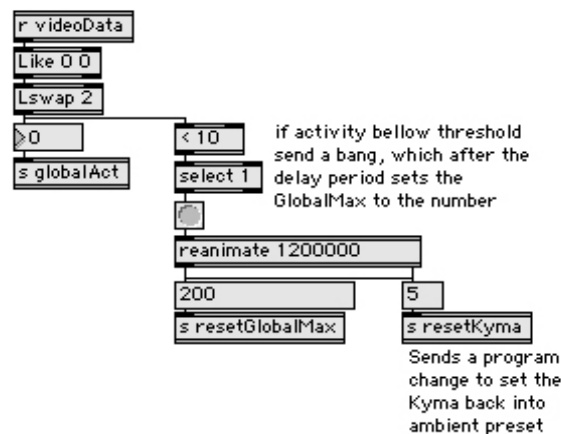 r videoData
Like 0 0
Lswap 2
0
s globalAct
< 10
select 1
if activity bellow threshold
send a bang, which after the
delay period sets the
GlobalMax to the number
reanimate 1200000
200
5
s resetGlobalMax
s resetKyma
Sends a program
change to set the
Kyma back into
ambient preset